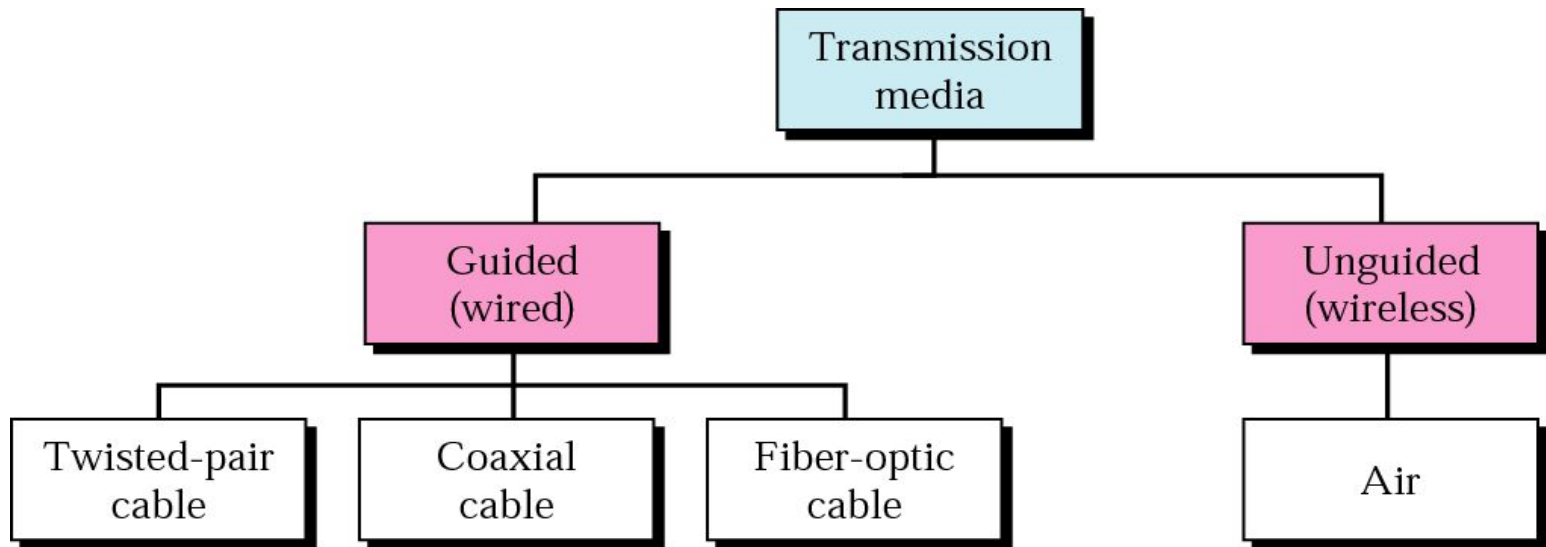 Transmission
media
Guided
(wired)
Unguided
(wireless)
Twisted-pair
cable
Coaxial
cable
Fiber-optic
cable
Air